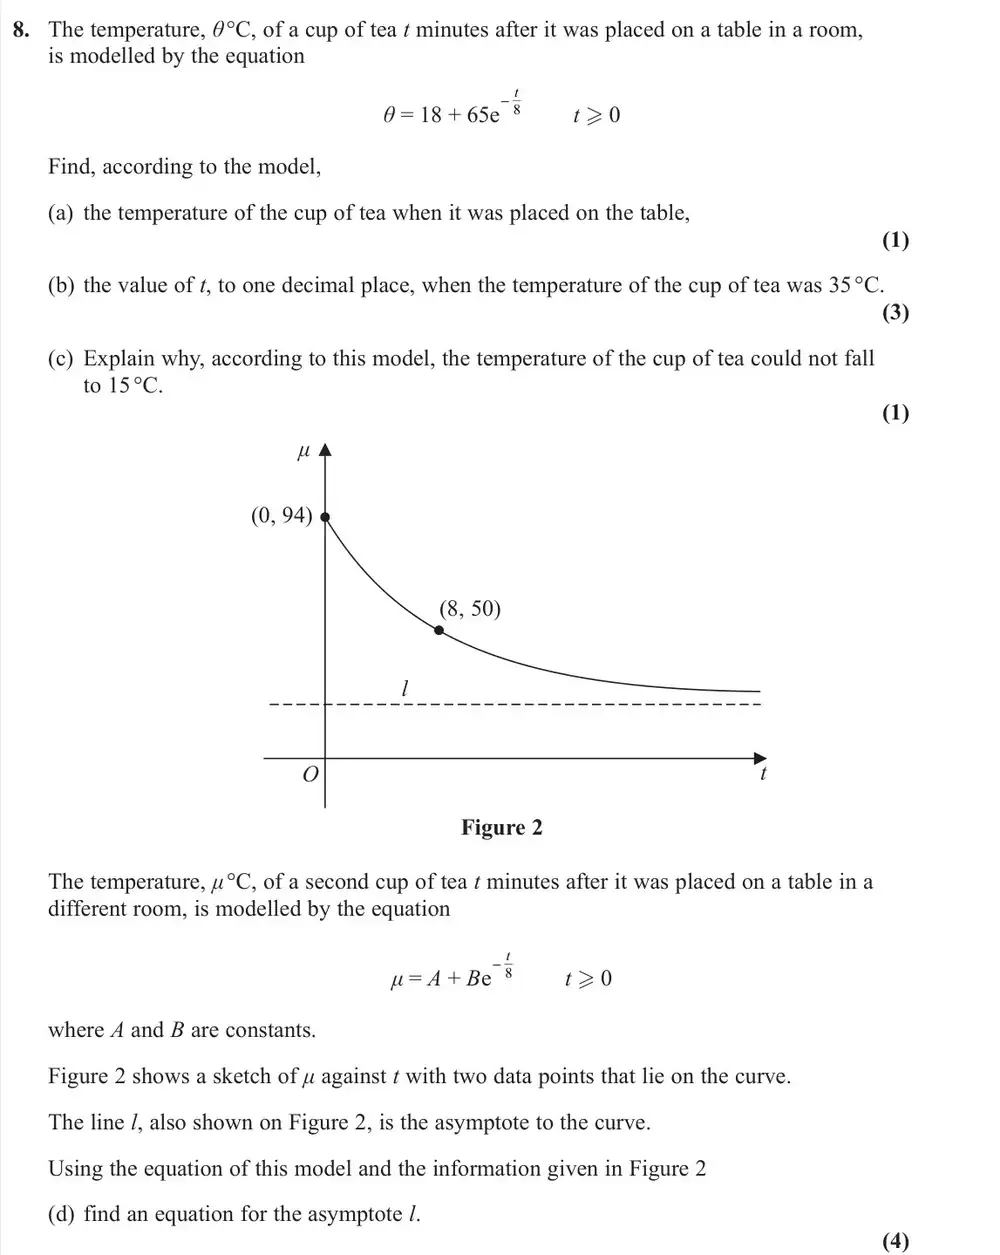 8. The temperature, θ°C, of a cup of tea t minutes after it was placed on a table in a room,
is modelled by the equation
θ = 18 + 65e^(−t/8) t ⩾ 0
Find, according to the model,
(a) the temperature of the cup of tea when it was placed on the table,
(1)
(b) the value of t, to one decimal place, when the temperature of the cup of tea was 35 °C.
(3)
(c) Explain why, according to this model, the temperature of the cup of tea could not fall
to 15 °C.
(1)
μ
(0, 94)
(8, 50)
l
O
t
Figure 2
The temperature, μ °C, of a second cup of tea t minutes after it was placed on a table in a
different room, is modelled by the equation
μ = A + Be^(−t/8) t ⩾ 0
where A and B are constants.
Figure 2 shows a sketch of μ against t with two data points that lie on the curve.
The line l, also shown on Figure 2, is the asymptote to the curve.
Using the equation of this model and the information given in Figure 2
(d) find an equation for the asymptote l.
(4)